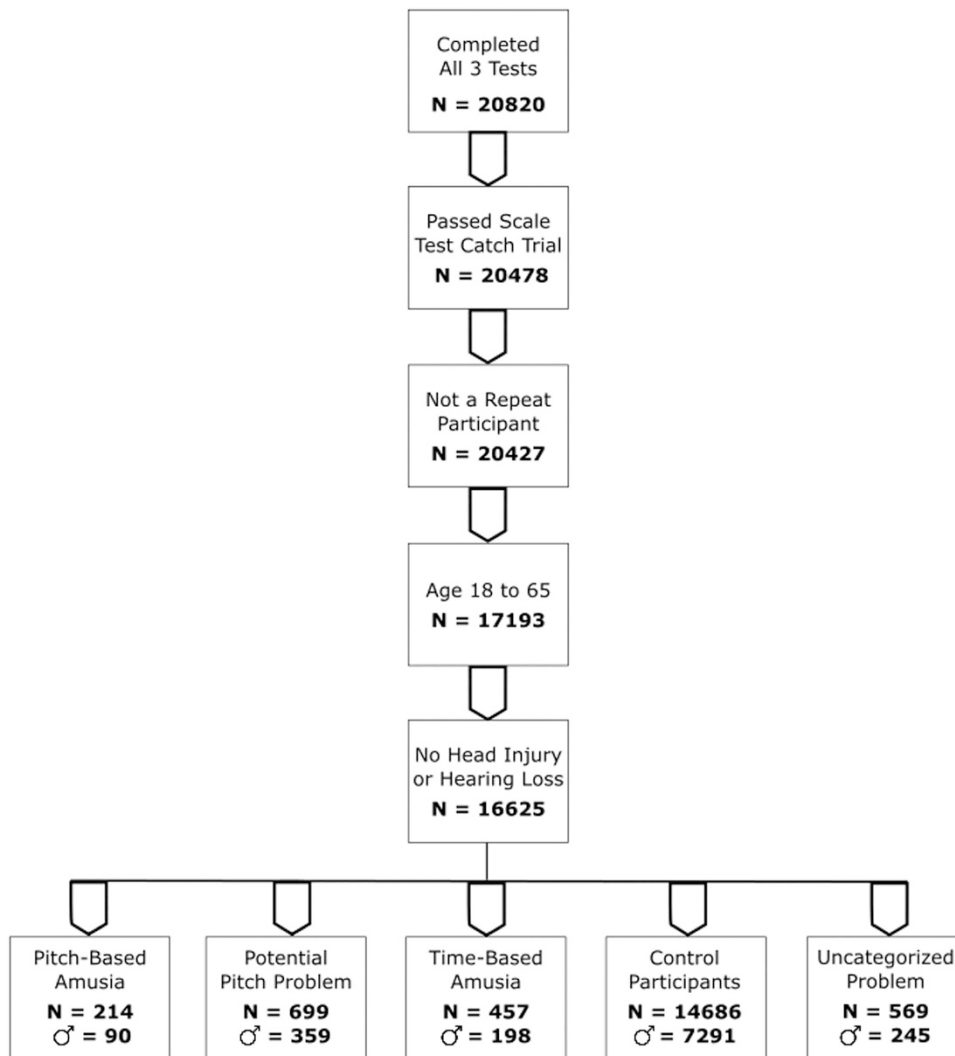 Completed
All 3 Tests
N = 20820
Passed Scale
Test Catch Trial
N = 20478
Not a Repeat
Participant
N = 20427
Age 18 to 65
N = 17193
No Head Injury
or Hearing Loss
N = 16625
Pitch-Based
Amusia
N = 214
♂ = 90
Potential
Pitch Problem
N = 699
♂ = 359
Time-Based
Amusia
N = 457
♂ = 198
Control
Participants
N = 14686
♂ = 7291
Uncategorized
Problem
N = 569
♂ = 245